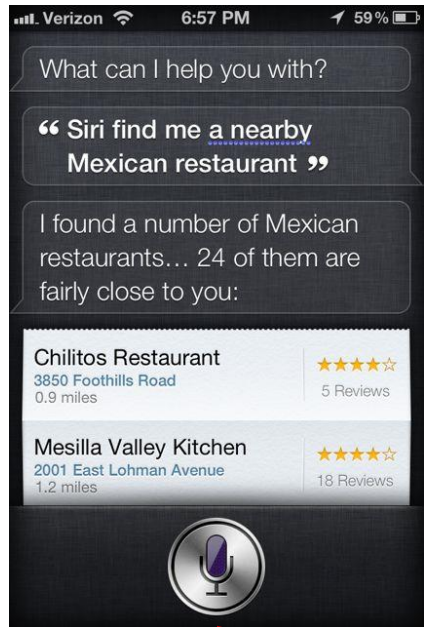 Verizon 6:57 PM 59%
What can I help you with?
“ Siri find me a nearby
Mexican restaurant ”
I found a number of Mexican
restaurants... 24 of them are
fairly close to you:
Chilitos Restaurant
3850 Foothills Road
0.9 miles
5 Reviews
Mesilla Valley Kitchen
2001 East Lohman Avenue
1.2 miles
18 Reviews